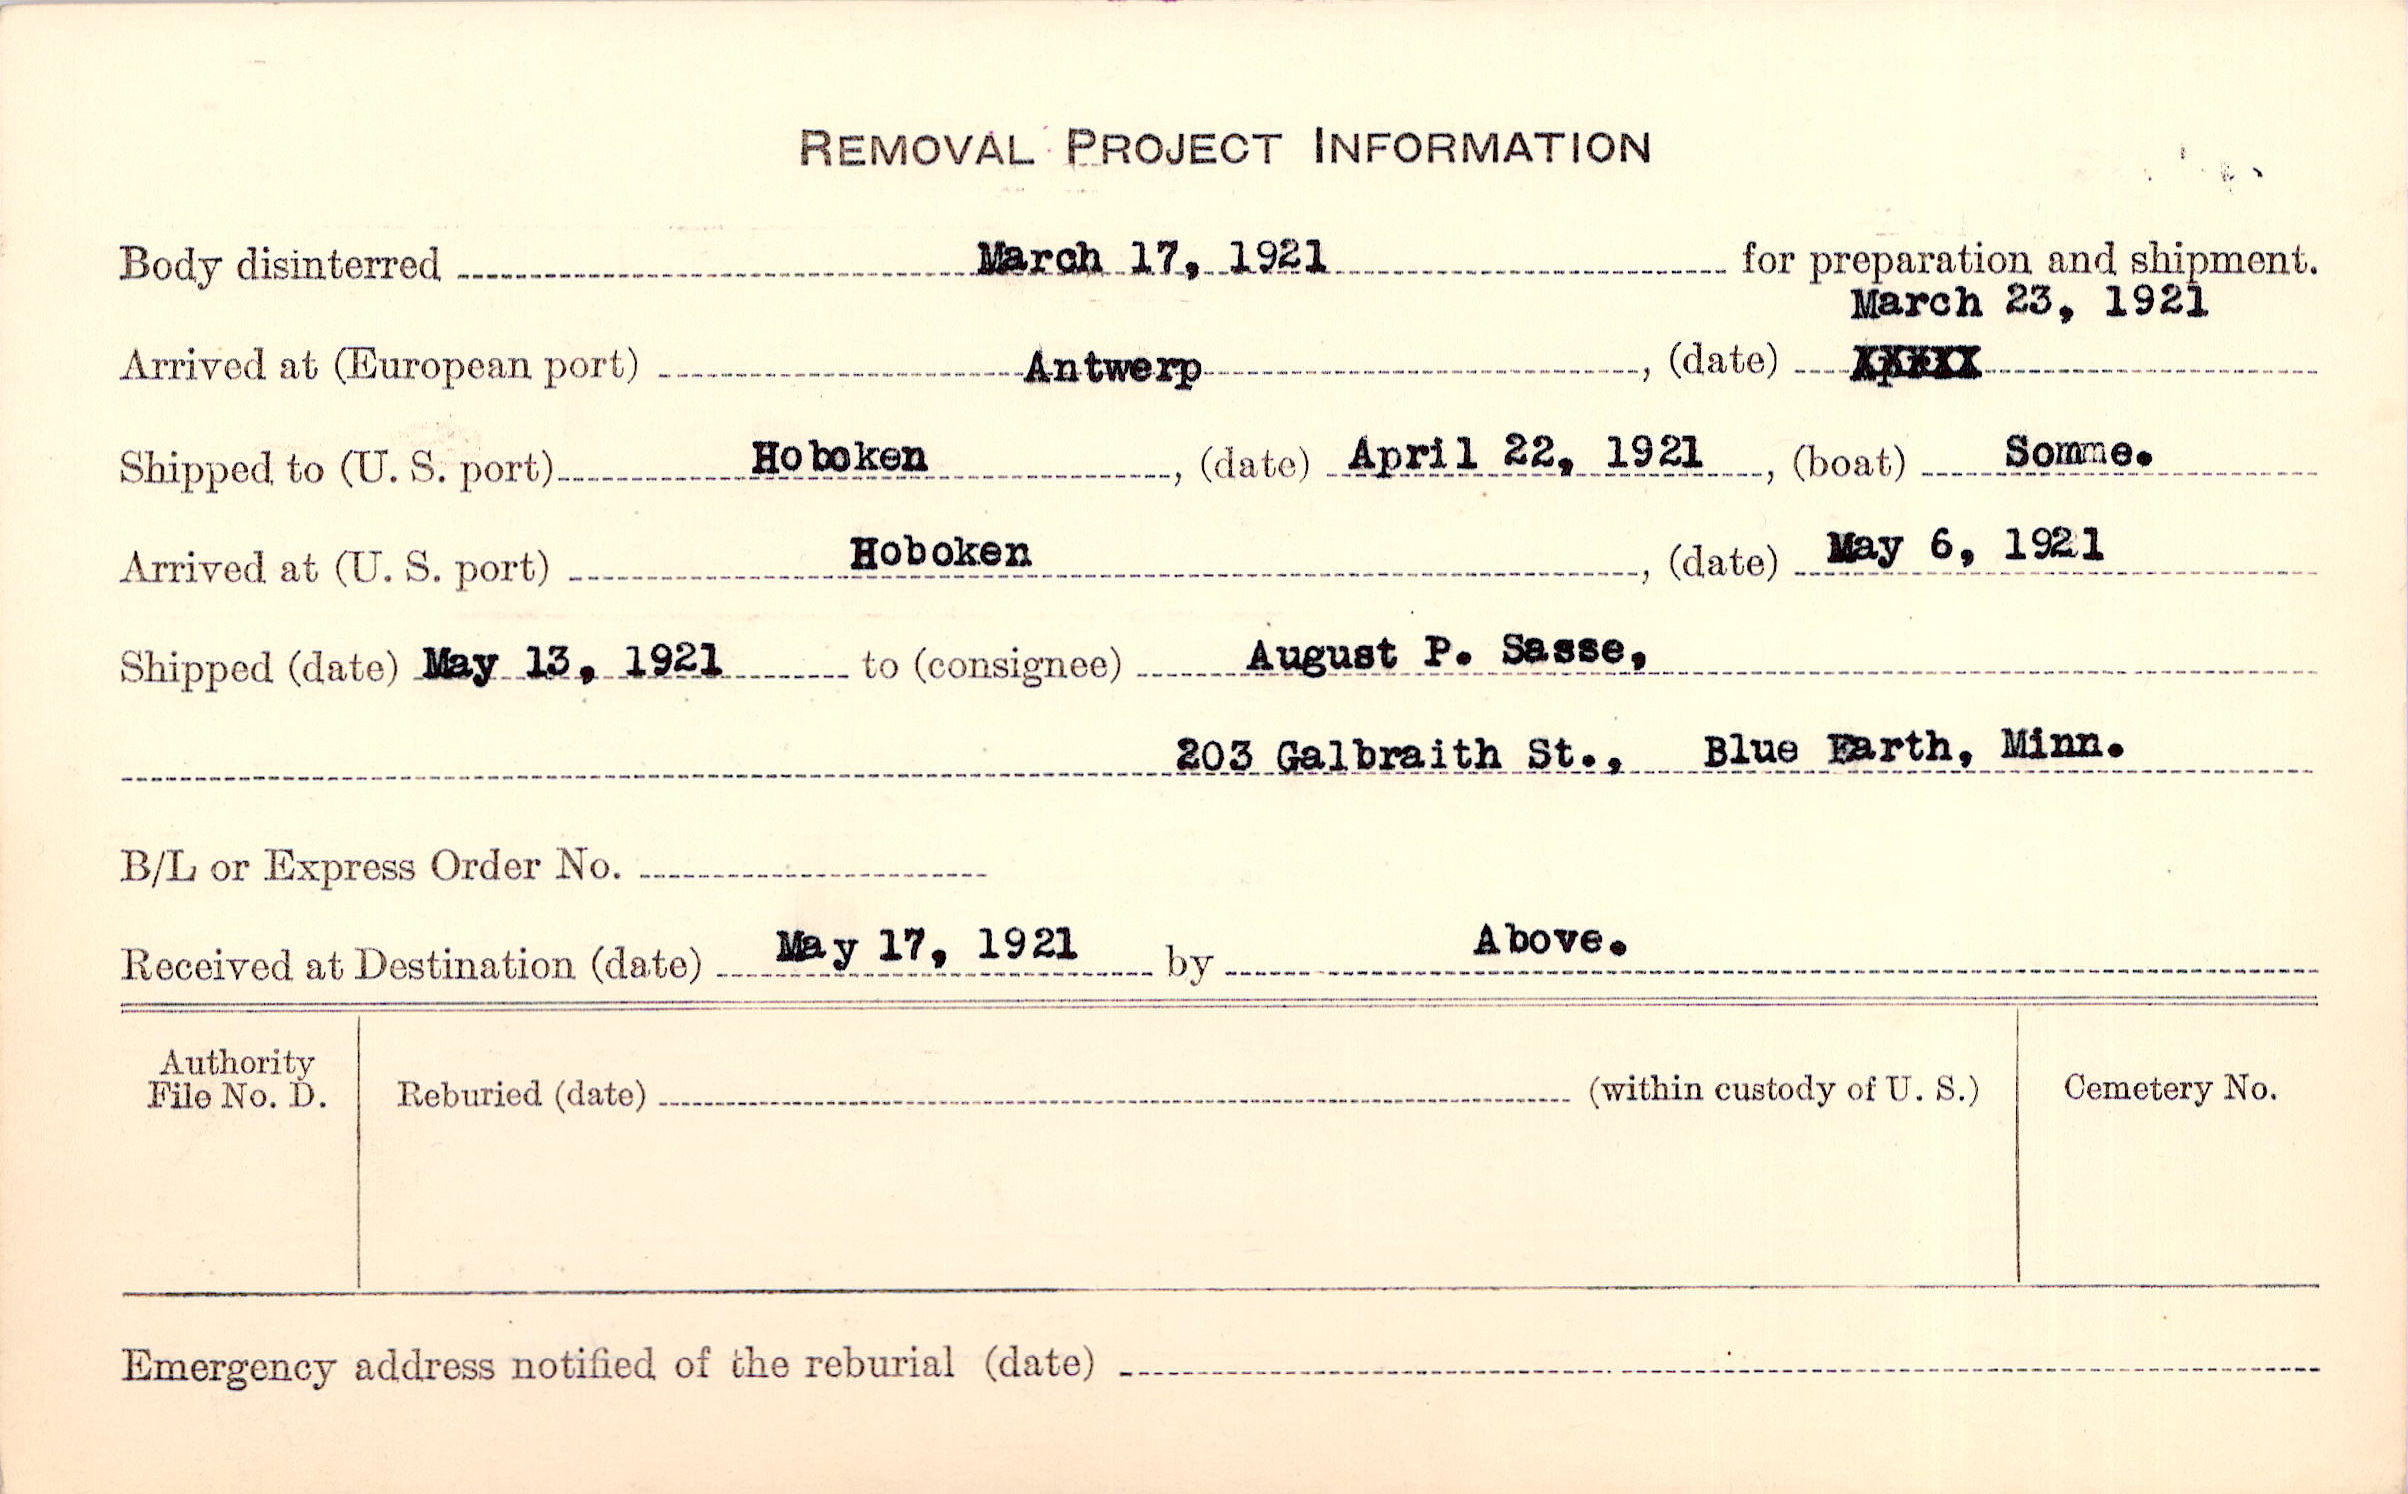 REMOVAL PROJECT INFORMATION
Body disinterred March 17, 1921 for preparation and shipment.
March 23, 1921
Arrived at (European port) Antwerp, (date)
Shipped to (U. S. port) Hoboken, (date) April 22, 1921, (boat) Somme.
Arrived at (U. S. port) Hoboken, (date) May 6, 1921
Shipped (date) May 13, 1921 to (consignee) August P. Sasse,
203 Galbraith St., Blue Earth, Minn.
B/L or Express Order No.
Received at Destination (date) May 17, 1921 by Above.
Authority
File No. D.
Reburied (date) (within custody of U. S.)
Cemetery No.
Emergency address notified of the reburial (date)